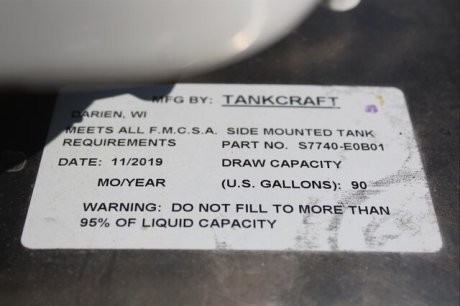 MFG BY: TANKCRAFT
DARIEN, WI
MEETS ALL F.M.C.S.A. SIDE MOUNTED TANK
REQUIREMENTS PART NO. S7740-E0B01
DATE: 11/2019 DRAW CAPACITY
MO/YEAR (U.S. GALLONS): 90
WARNING: DO NOT FILL TO MORE THAN
95% OF LIQUID CAPACITY